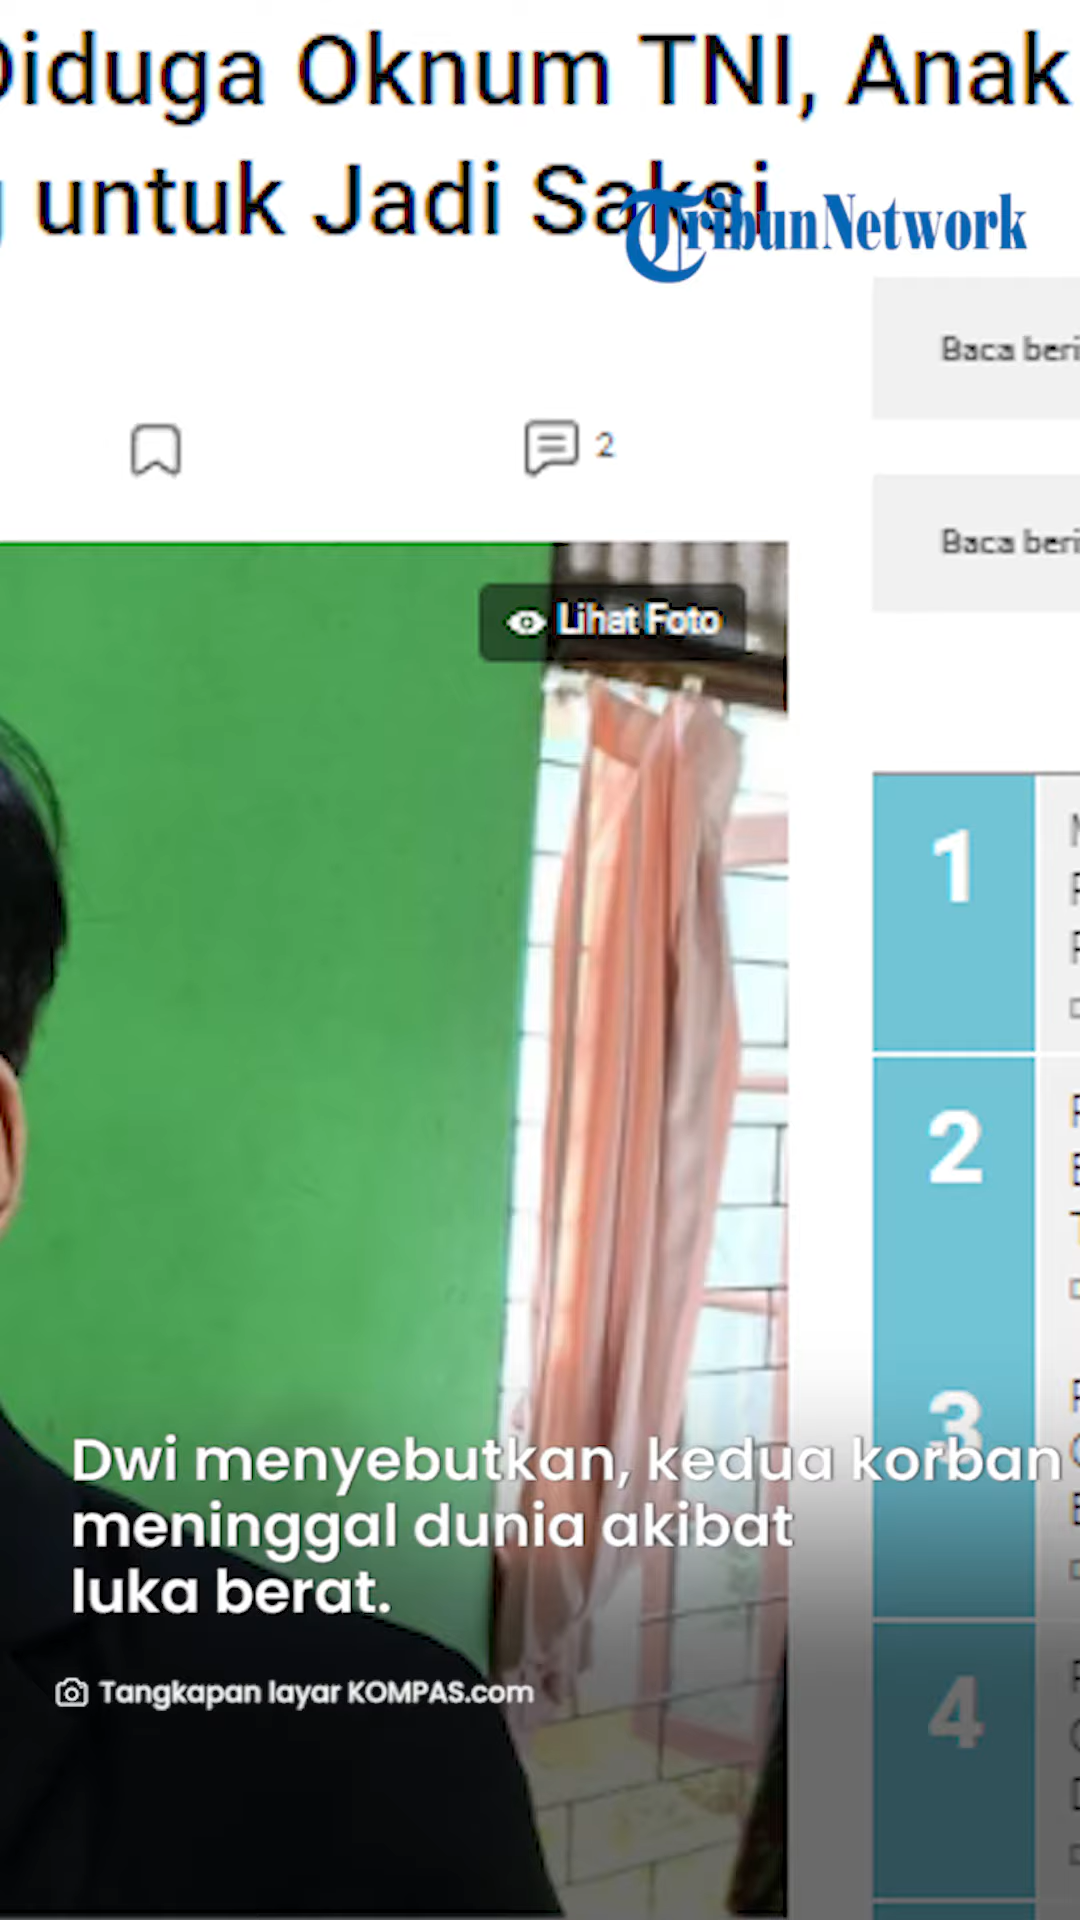 Diduga Oknum TNI, Anak
untuk Jadi Saksi
TribunNetwork
Baca beri
2
Baca beri
Lihat Foto
1
2
3
4
Dwi menyebutkan, kedua korban
meninggal dunia akibat
luka berat.
Tangkapan layar KOMPAS.com